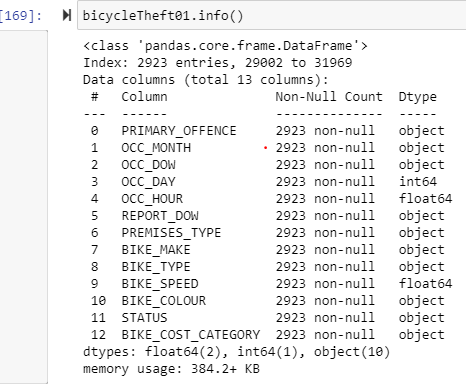 [169]: bicycleTheft01.info()
<class 'pandas.core.frame.DataFrame'>
Index: 2923 entries, 29002 to 31969
Data columns (total 13 columns):
 #   Column              Non-Null Count  Dtype
---  ------              --------------  -----
 0   PRIMARY_OFFENCE     2923 non-null   object
 1   OCC_MONTH           2923 non-null   object
 2   OCC_DOW             2923 non-null   object
 3   OCC_DAY             2923 non-null   int64
 4   OCC_HOUR            2923 non-null   float64
 5   REPORT_DOW          2923 non-null   object
 6   PREMISES_TYPE       2923 non-null   object
 7   BIKE_MAKE           2923 non-null   object
 8   BIKE_TYPE           2923 non-null   object
 9   BIKE_SPEED          2923 non-null   float64
 10  BIKE_COLOUR         2923 non-null   object
 11  STATUS              2923 non-null   object
 12  BIKE_COST_CATEGORY  2923 non-null   object
dtypes: float64(2), int64(1), object(10)
memory usage: 384.2+ KB